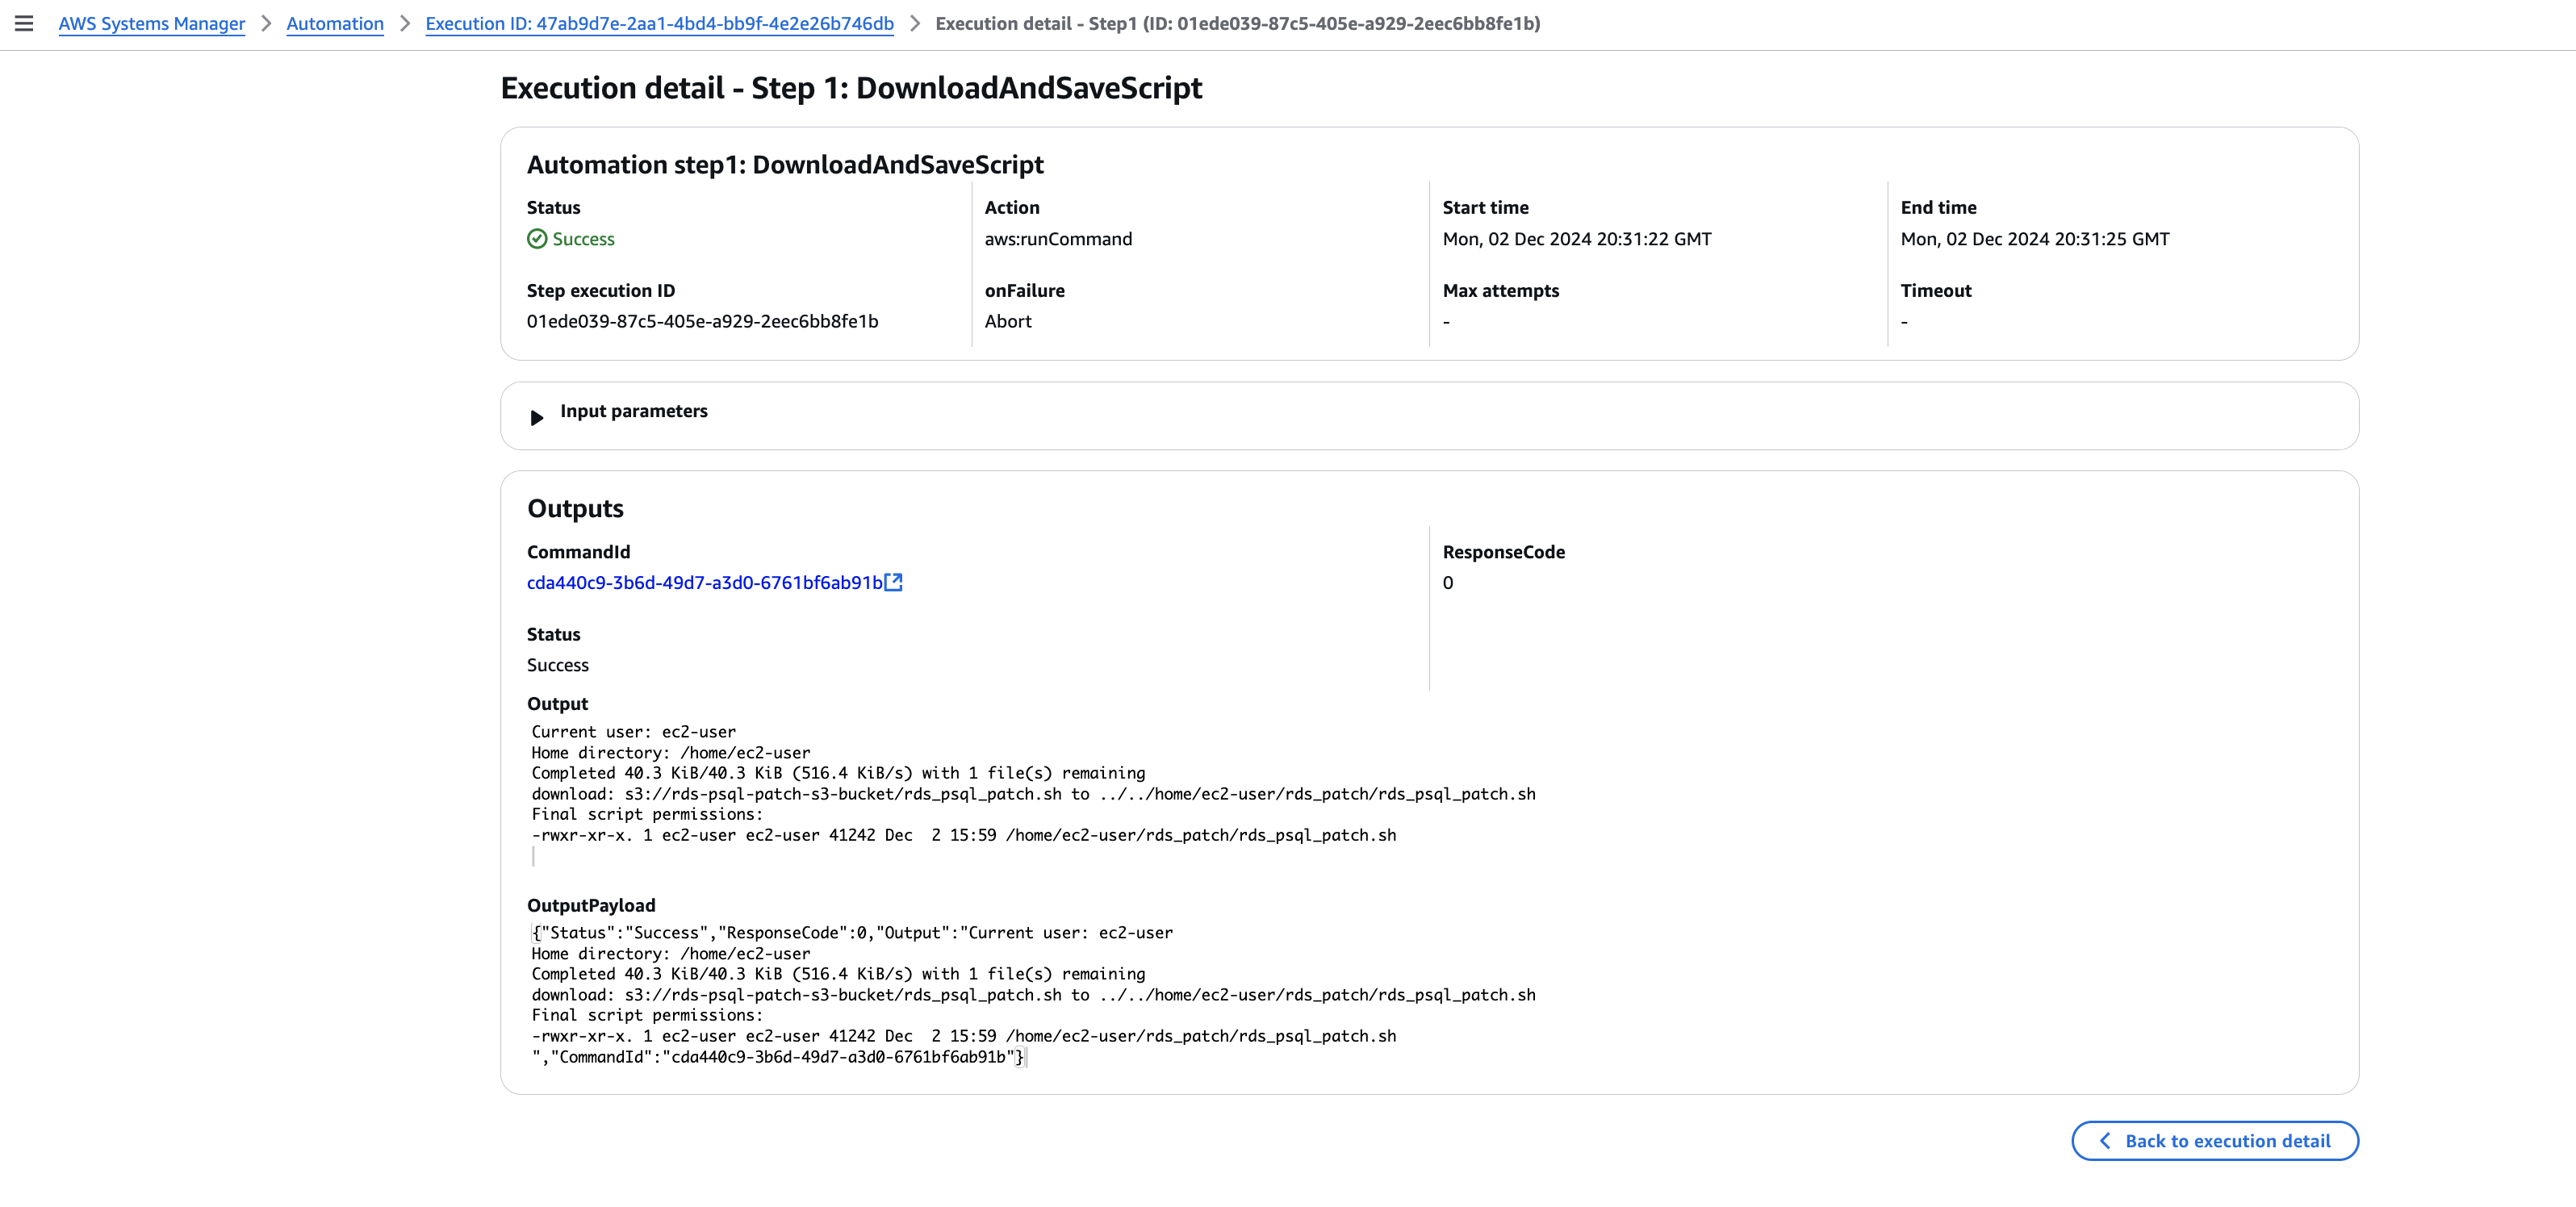 AWS Systems Manager > Automation > Execution ID: 47ab9d7e-2aa1-4bd4-bb9f-4e2e26b746db > Execution detail - Step1 (ID: 01ede039-87c5-405e-a929-2eec6bb8fe1b)
Execution detail - Step 1: DownloadAndSaveScript
Automation step1: DownloadAndSaveScript
Status
Success
Action
aws:runCommand
Start time
Mon, 02 Dec 2024 20:31:22 GMT
End time
Mon, 02 Dec 2024 20:31:25 GMT
Step execution ID
01ede039-87c5-405e-a929-2eec6bb8fe1b
onFailure
Abort
Max attempts
-
Timeout
-
Input parameters
Outputs
CommandId
cda440c9-3b6d-49d7-a3d0-6761bf6ab91b
ResponseCode
0
Status
Success
Output
Current user: ec2-user
Home directory: /home/ec2-user
Completed 40.3 KiB/40.3 KiB (516.4 KiB/s) with 1 file(s) remaining
download: s3://rds-psql-patch-s3-bucket/rds_psql_patch.sh to ../../home/ec2-user/rds_patch/rds_psql_patch.sh
Final script permissions:
-rwxr-xr-x. 1 ec2-user ec2-user 41242 Dec  2 15:59 /home/ec2-user/rds_patch/rds_psql_patch.sh
OutputPayload
{"Status":"Success","ResponseCode":0,"Output":"Current user: ec2-user
Home directory: /home/ec2-user
Completed 40.3 KiB/40.3 KiB (516.4 KiB/s) with 1 file(s) remaining
download: s3://rds-psql-patch-s3-bucket/rds_psql_patch.sh to ../../home/ec2-user/rds_patch/rds_psql_patch.sh
Final script permissions:
-rwxr-xr-x. 1 ec2-user ec2-user 41242 Dec  2 15:59 /home/ec2-user/rds_patch/rds_psql_patch.sh
","CommandId":"cda440c9-3b6d-49d7-a3d0-6761bf6ab91b"}
Back to execution detail